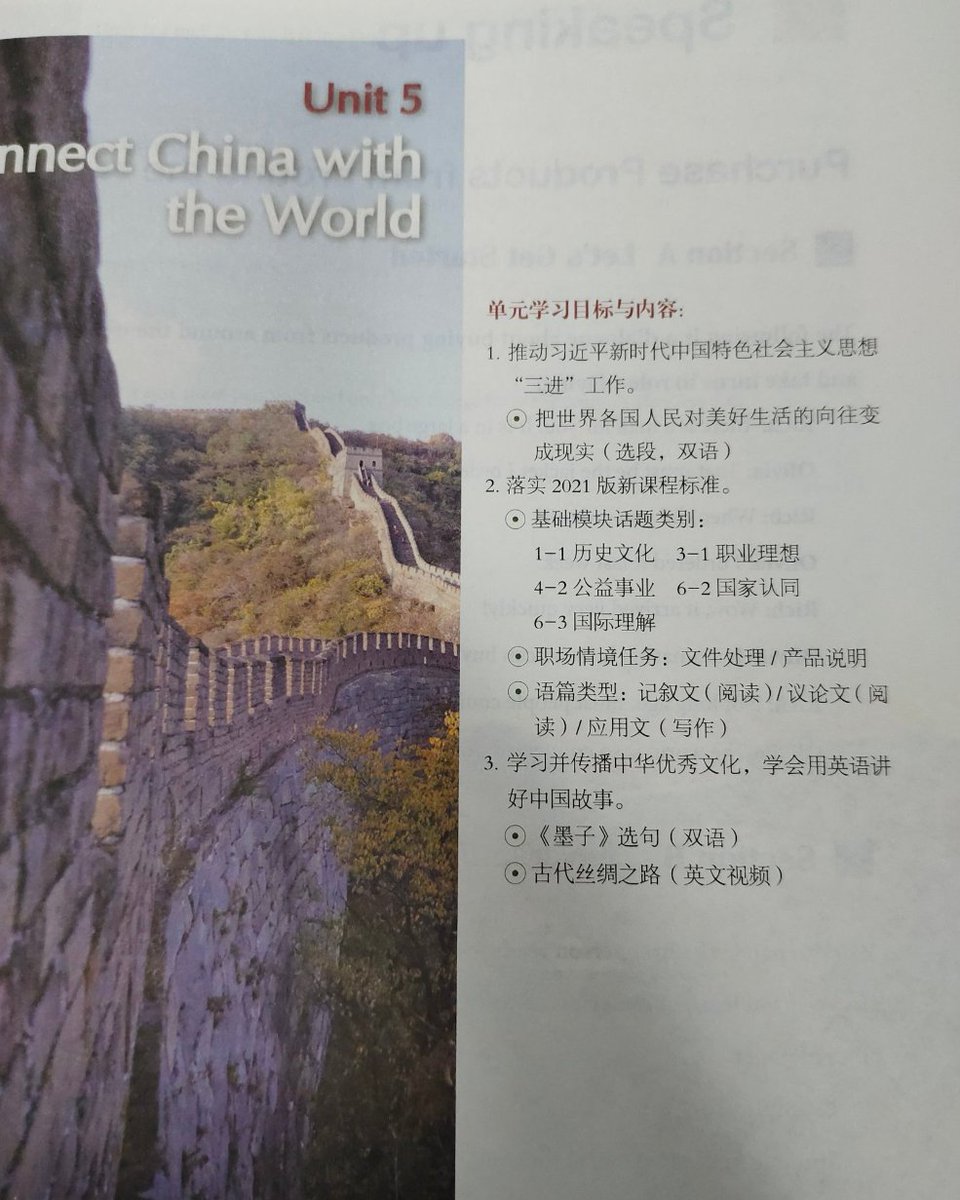 Unit 5
China with
the World
单元学习目标与内容：
1. 推动习近平新时代中国特色社会主义思想
“三进”工作。
⊙ 把世界各国人民对美好生活的向往变
成现实（选段，双语）
2. 落实 2021 版新课程标准。
⊙ 基础模块话题类别：
1-1 历史文化 3-1 职业理想
4-2 公益事业 6-2 国家认同
6-3 国际理解
⊙ 职场情境任务：文件处理 / 产品说明
⊙ 语篇类型：记叙文（阅读）/ 议论文（阅
读）/ 应用文（写作）
3. 学习并传播中华优秀文化，学会用英语讲
好中国故事。
⊙ 《墨子》选句（双语）
⊙ 古代丝绸之路（英文视频）